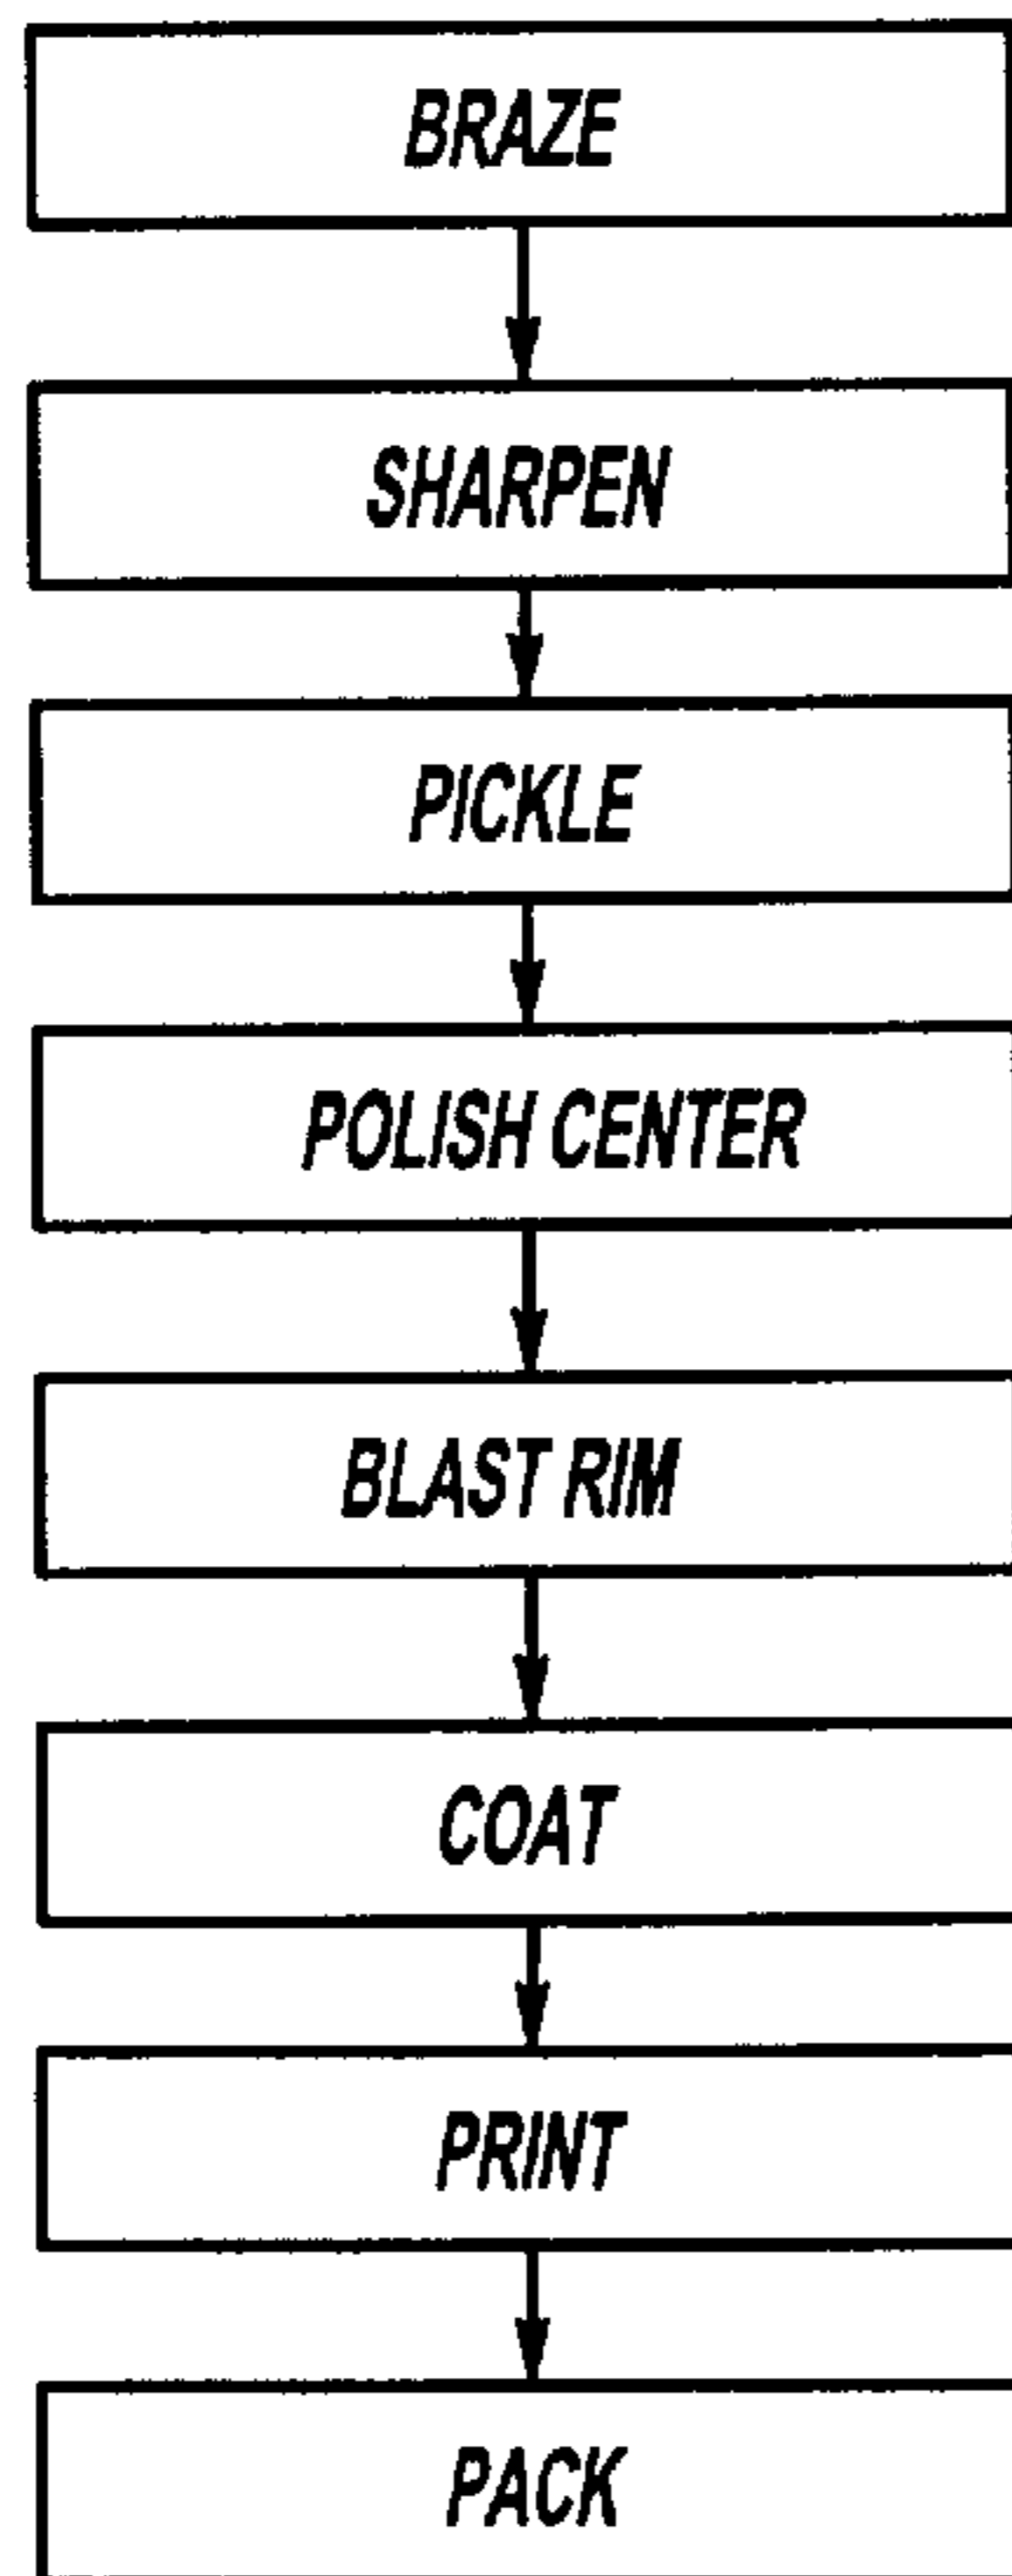 BRAZE
SHARPEN
PICKLE
POLISH CENTER
BLAST RIM
COAT
PRINT
PACK